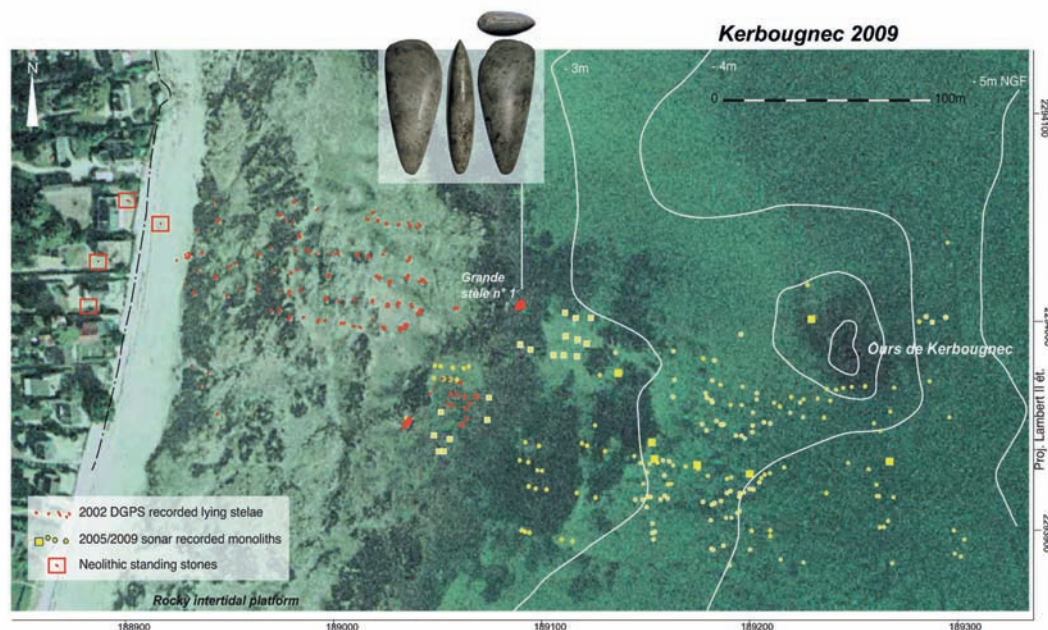 Kerbougnec 2009
N
- 3m
- 4m
- 5m NGF
0 100m
2294100
Grande
stèle n° 1
Ours de Kerbougnec
Proj. Lambert II ét.
2293900
2002 DGPS recorded lying stelae
2005/2009 sonar recorded monoliths
Neolithic standing stones
Rocky intertidal platform
188900 189000 189100 189200 189300